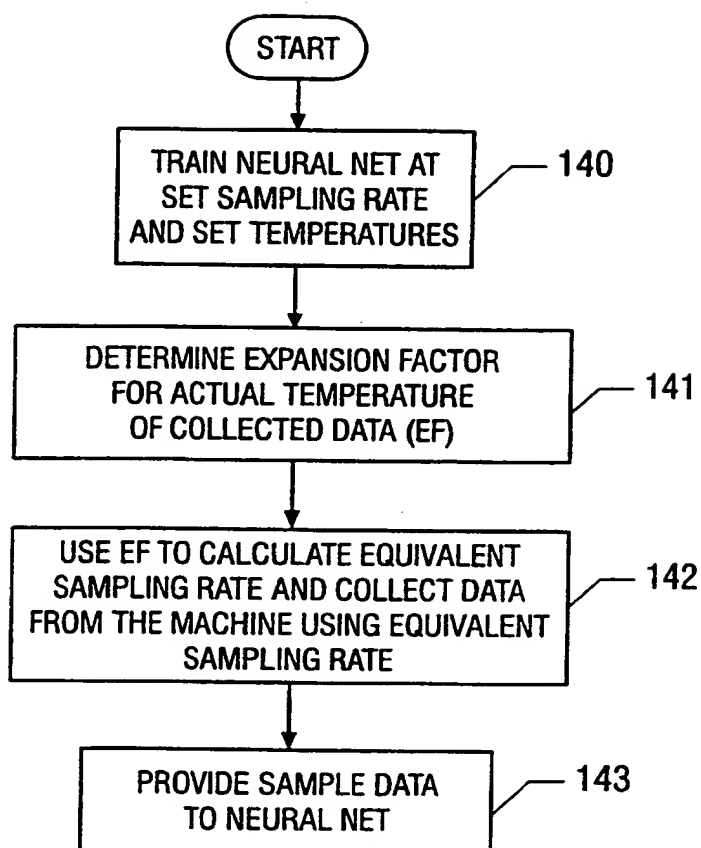 START
TRAIN NEURAL NET AT
SET SAMPLING RATE
AND SET TEMPERATURES
140
DETERMINE EXPANSION FACTOR
FOR ACTUAL TEMPERATURE
OF COLLECTED DATA (EF)
141
USE EF TO CALCULATE EQUIVALENT
SAMPLING RATE AND COLLECT DATA
FROM THE MACHINE USING EQUIVALENT
SAMPLING RATE
142
PROVIDE SAMPLE DATA
TO NEURAL NET
143